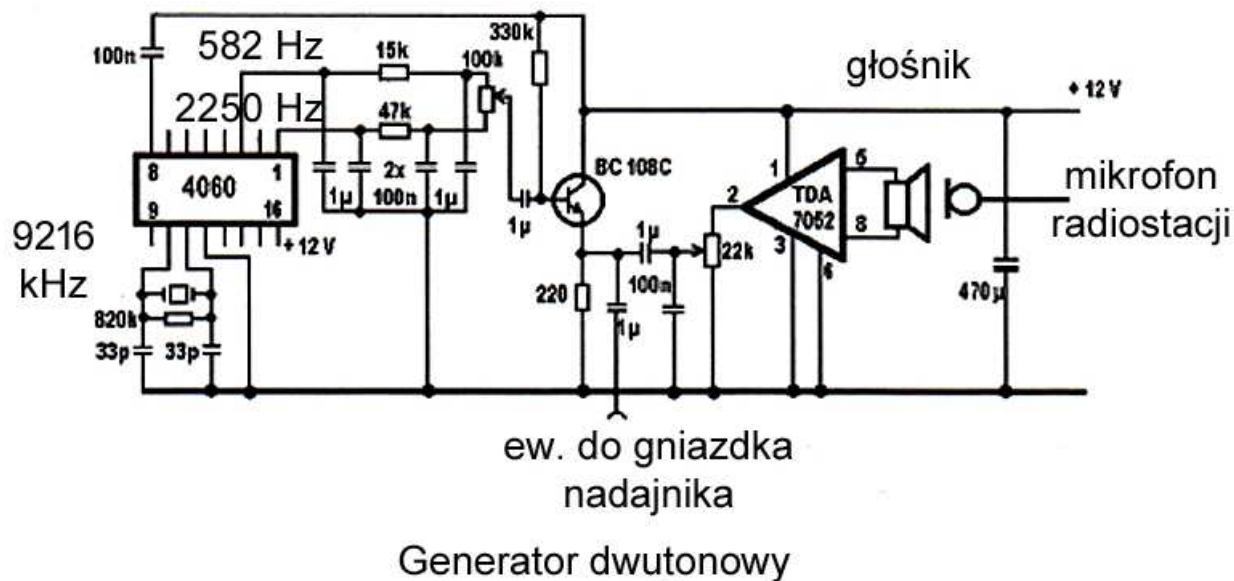 582 Hz
330k
100n
15k
100k
głośnik
+ 12 V
2250 Hz
47k
8
1
4060
9
16
2x
1µ
100n
1µ
1µ
BC 108C
1
5
2
TDA
7052
8
3
6
mikrofon
radiostacji
9216
kHz
+ 12 V
1µ
22k
220
100n
1µ
470µ
820k
33p
33p
ew. do gniazdka
nadajnika
Generator dwutonowy